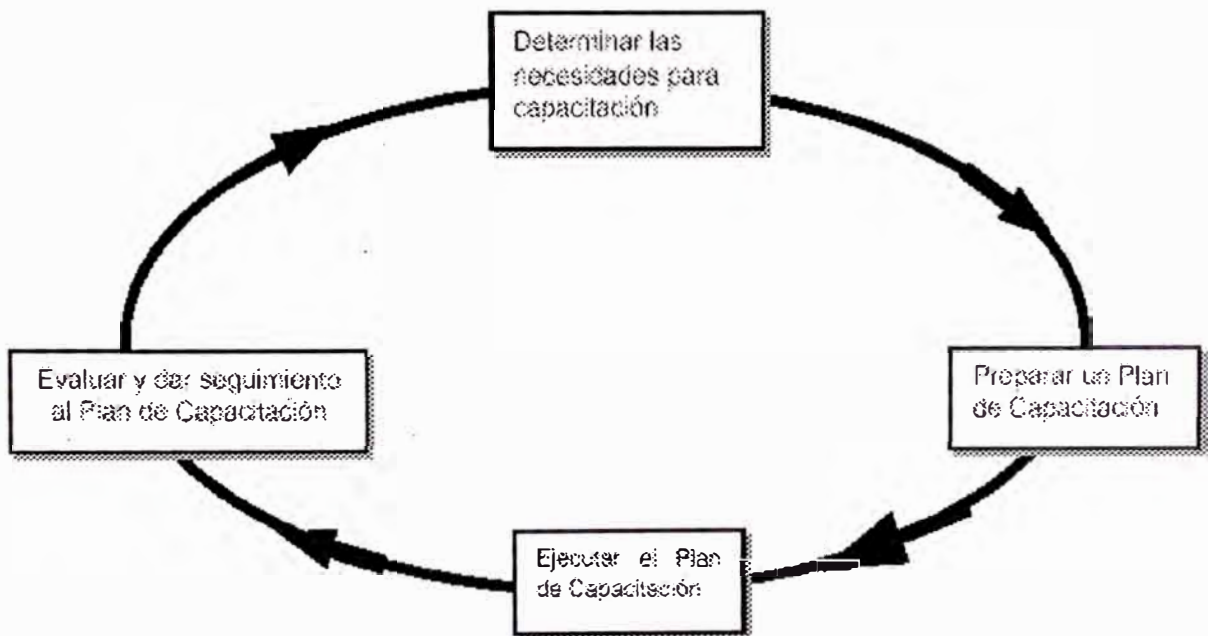 Determinar las
necesidades para
capacitación
Preparar un Plan
de Capacitación
Ejecutar el Plan
de Capacitación
Evaluar y dar seguimiento
al Plan de Capacitación